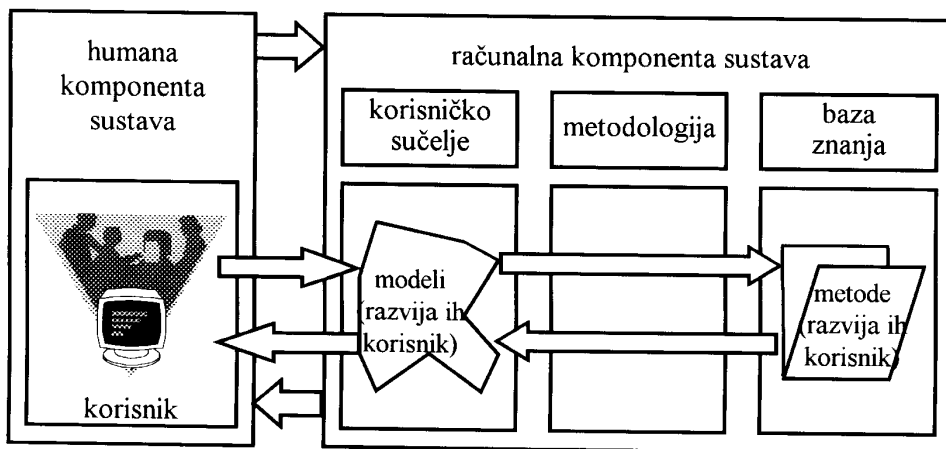 humana
komponenta
sustava
korisnik
računalna komponenta sustava
korisničko
sučelje
metodologija
baza
znanja
modeli
(razvija ih
korisnik)
metode
(razvija ih
korisnik)